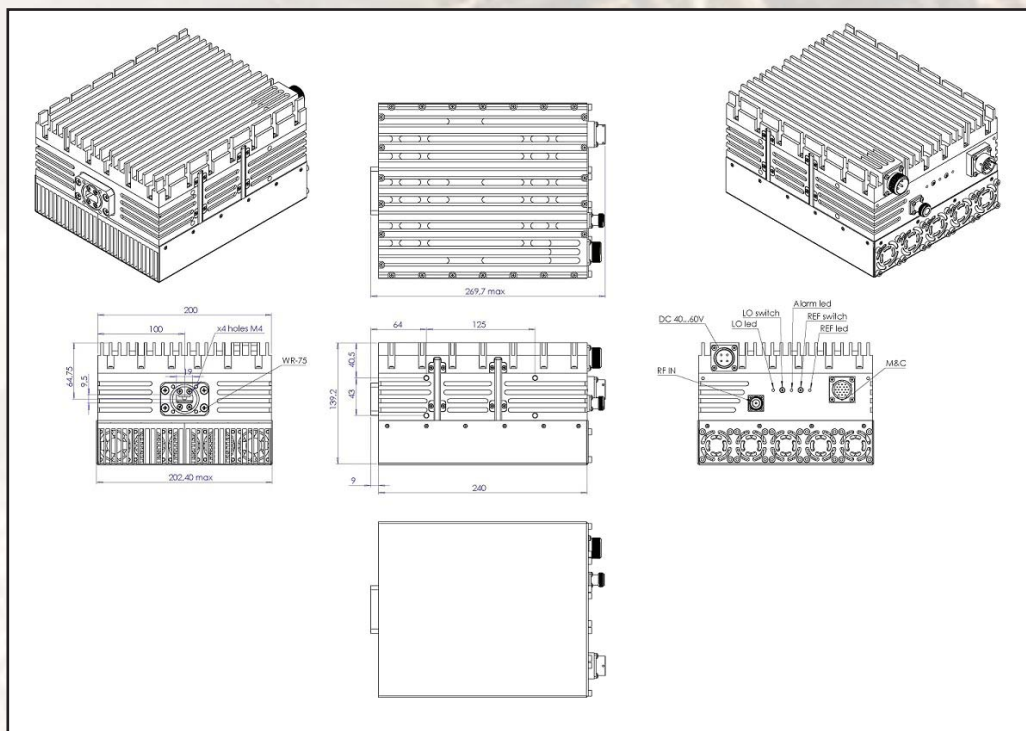 269,7 max
200
100
x4 holes M4
64,75
9,5
19
WR-75
202,40 max
64
125
139,2
40,5
43
9
240
Alarm led
LO switch
REF switch
DC 40...60V
LO led
REF led
RF IN
M&C